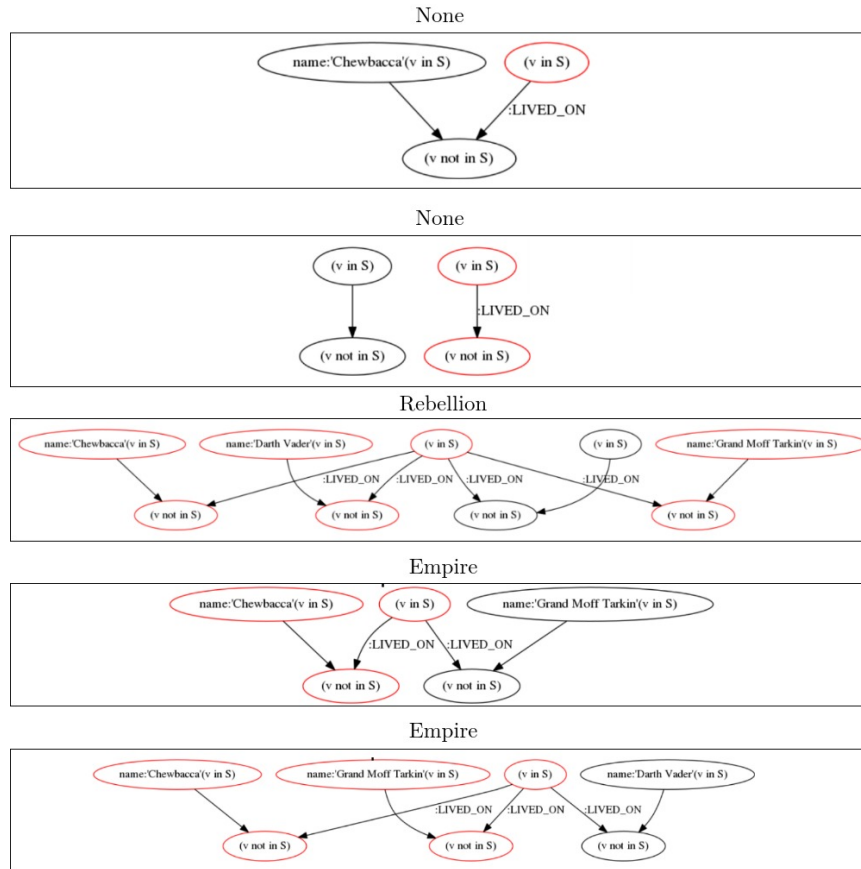 None
name:'Chewbacca'(v in S) (v in S)
:LIVED_ON
(v not in S)
None
(v in S) (v in S)
:LIVED_ON
(v not in S) (v not in S)
Rebellion
name:'Chewbacca'(v in S) name:'Darth Vader'(v in S) (v in S) (v in S) name:'Grand Moff Tarkin'(v in S)
:LIVED_ON :LIVED_ON :LIVED_ON :LIVED_ON
(v not in S) (v not in S) (v not in S) (v not in S)
Empire
name:'Chewbacca'(v in S) (v in S) name:'Grand Moff Tarkin'(v in S)
:LIVED_ON :LIVED_ON
(v not in S) (v not in S)
Empire
name:'Chewbacca'(v in S) name:'Grand Moff Tarkin'(v in S) (v in S) name:'Darth Vader'(v in S)
:LIVED_ON :LIVED_ON :LIVED_ON
(v not in S) (v not in S) (v not in S)